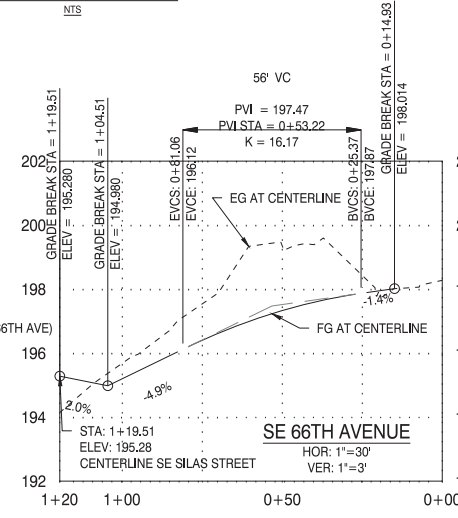 NTS
GRADE BREAK STA = 1+19.51
ELEV = 195.280
GRADE BREAK STA = 1+04.51
ELEV = 194.980
56' VC
PVI = 197.47
PVI STA = 0+53.22
K = 16.17
EVCS: 0+81.06
EVCE: 196.12
BVCS: 0+25.37
BVCE: 197.87
GRADE BREAK STA = 0+14.93
ELEV = 198.014
202
200
198
196
194
192
EG AT CENTERLINE
FG AT CENTERLINE
-1.4%
-4.9%
2.0%
66TH AVE)
STA: 1+19.51
ELEV: 195.28
CENTERLINE SE SILAS STREET
SE 66TH AVENUE
HOR: 1"=30'
VER: 1"=3'
1+20
1+00
0+50
0+00